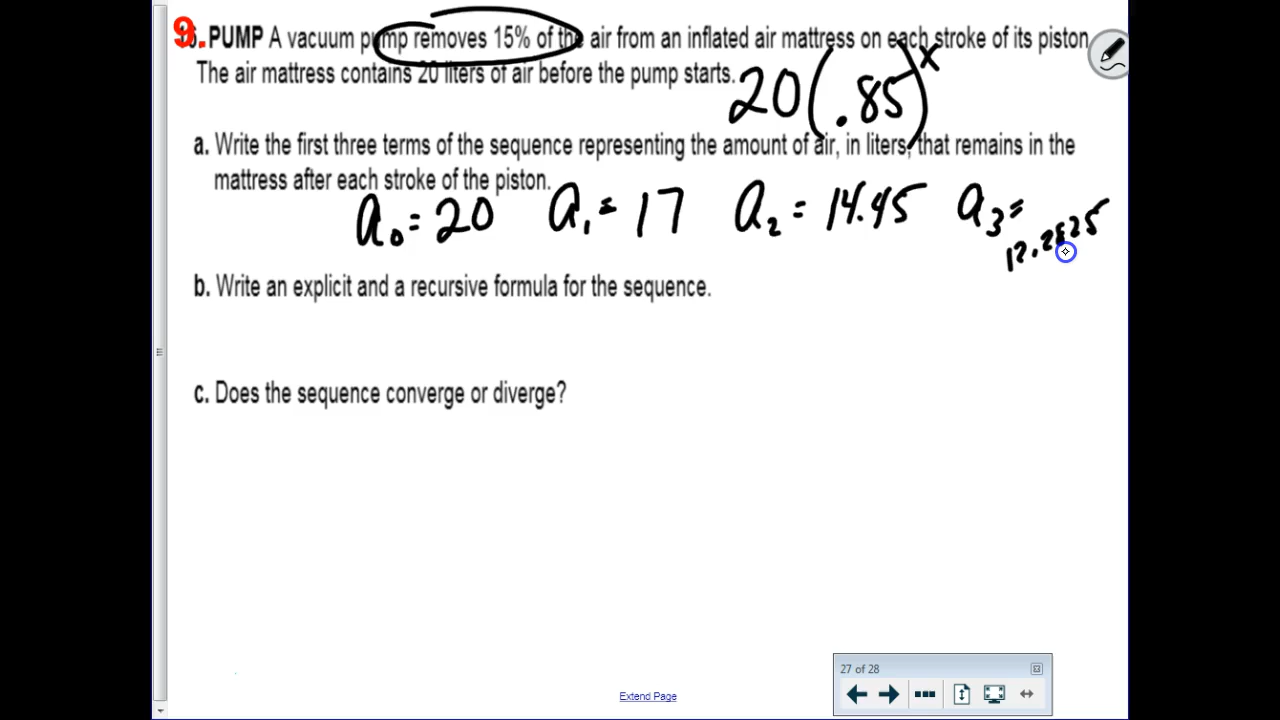 9. PUMP A vacuum pump removes 15% of the air from an inflated air mattress on each stroke of its piston.
The air mattress contains 20 liters of air before the pump starts.
20(.85)^x
a. Write the first three terms of the sequence representing the amount of air, in liters, that remains in the
mattress after each stroke of the piston.
a₀ = 20 a₁ = 17 a₂ = 14.45 a₃ =
12.2825
b. Write an explicit and a recursive formula for the sequence.
c. Does the sequence converge or diverge?
27 of 28
Extend Page